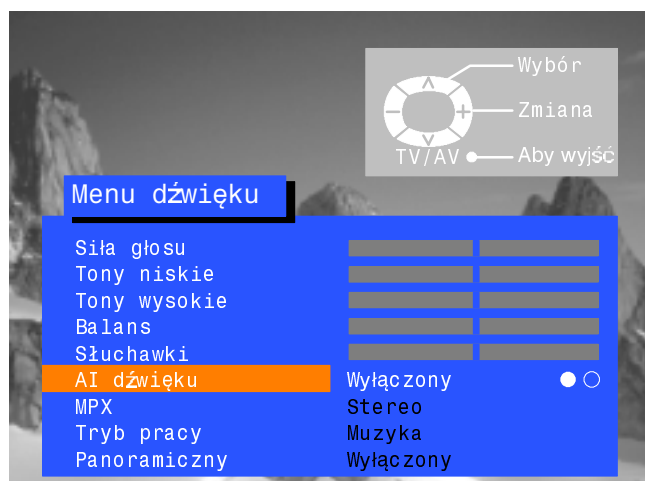 Wybór
Zmiana
TV/AV Aby wyjść
Menu dźwięku
Siła głosu
Tony niskie
Tony wysokie
Balans
Słuchawki
AI dźwięku Wyłączony
MPX Stereo
Tryb pracy Muzyka
Panoramiczny Wyłączony